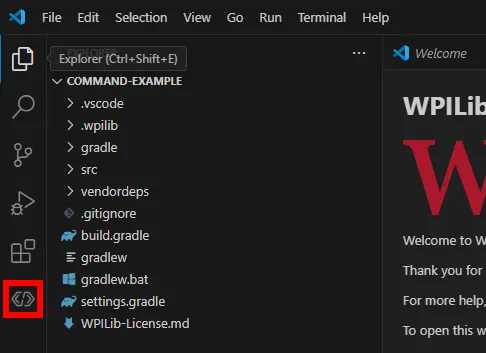 File Edit Selection View Go Run Terminal Help
EXPLORER
Explorer (Ctrl+Shift+E)
Welcome
COMMAND-EXAMPLE
.vscode
.wpilib
gradle
src
vendordeps
.gitignore
build.gradle
gradlew
gradlew.bat
settings.gradle
WPILib-License.md
WPILib
W
Welcome to W
Thank you for
For more help,
To open this w